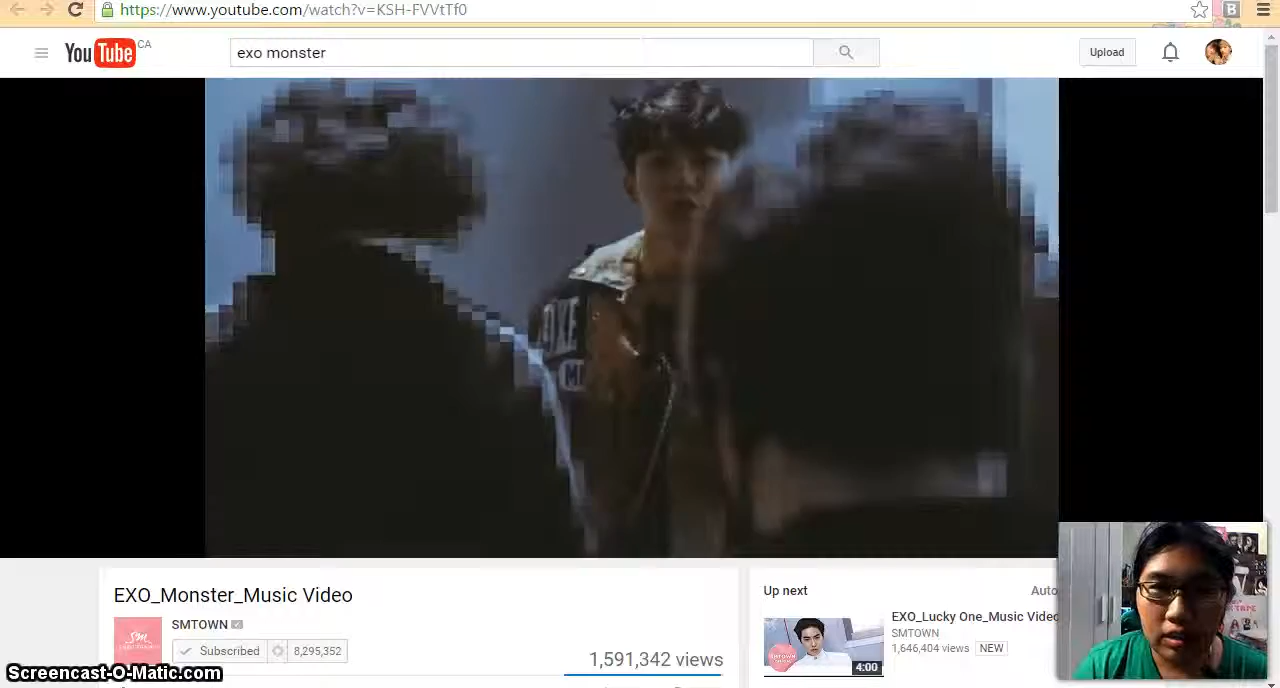 https://www.youtube.com/watch?v=KSH-FVVtTf0
B
YouTube CA
exo monster
Upload
EXO_Monster_Music Video
SMTOWN
Subscribed 8,295,352
1,591,342 views
Up next
Auto
EXO_Lucky One_Music Video
SMTOWN
1,646,404 views NEW
4:00
Screencast-O-Matic.com